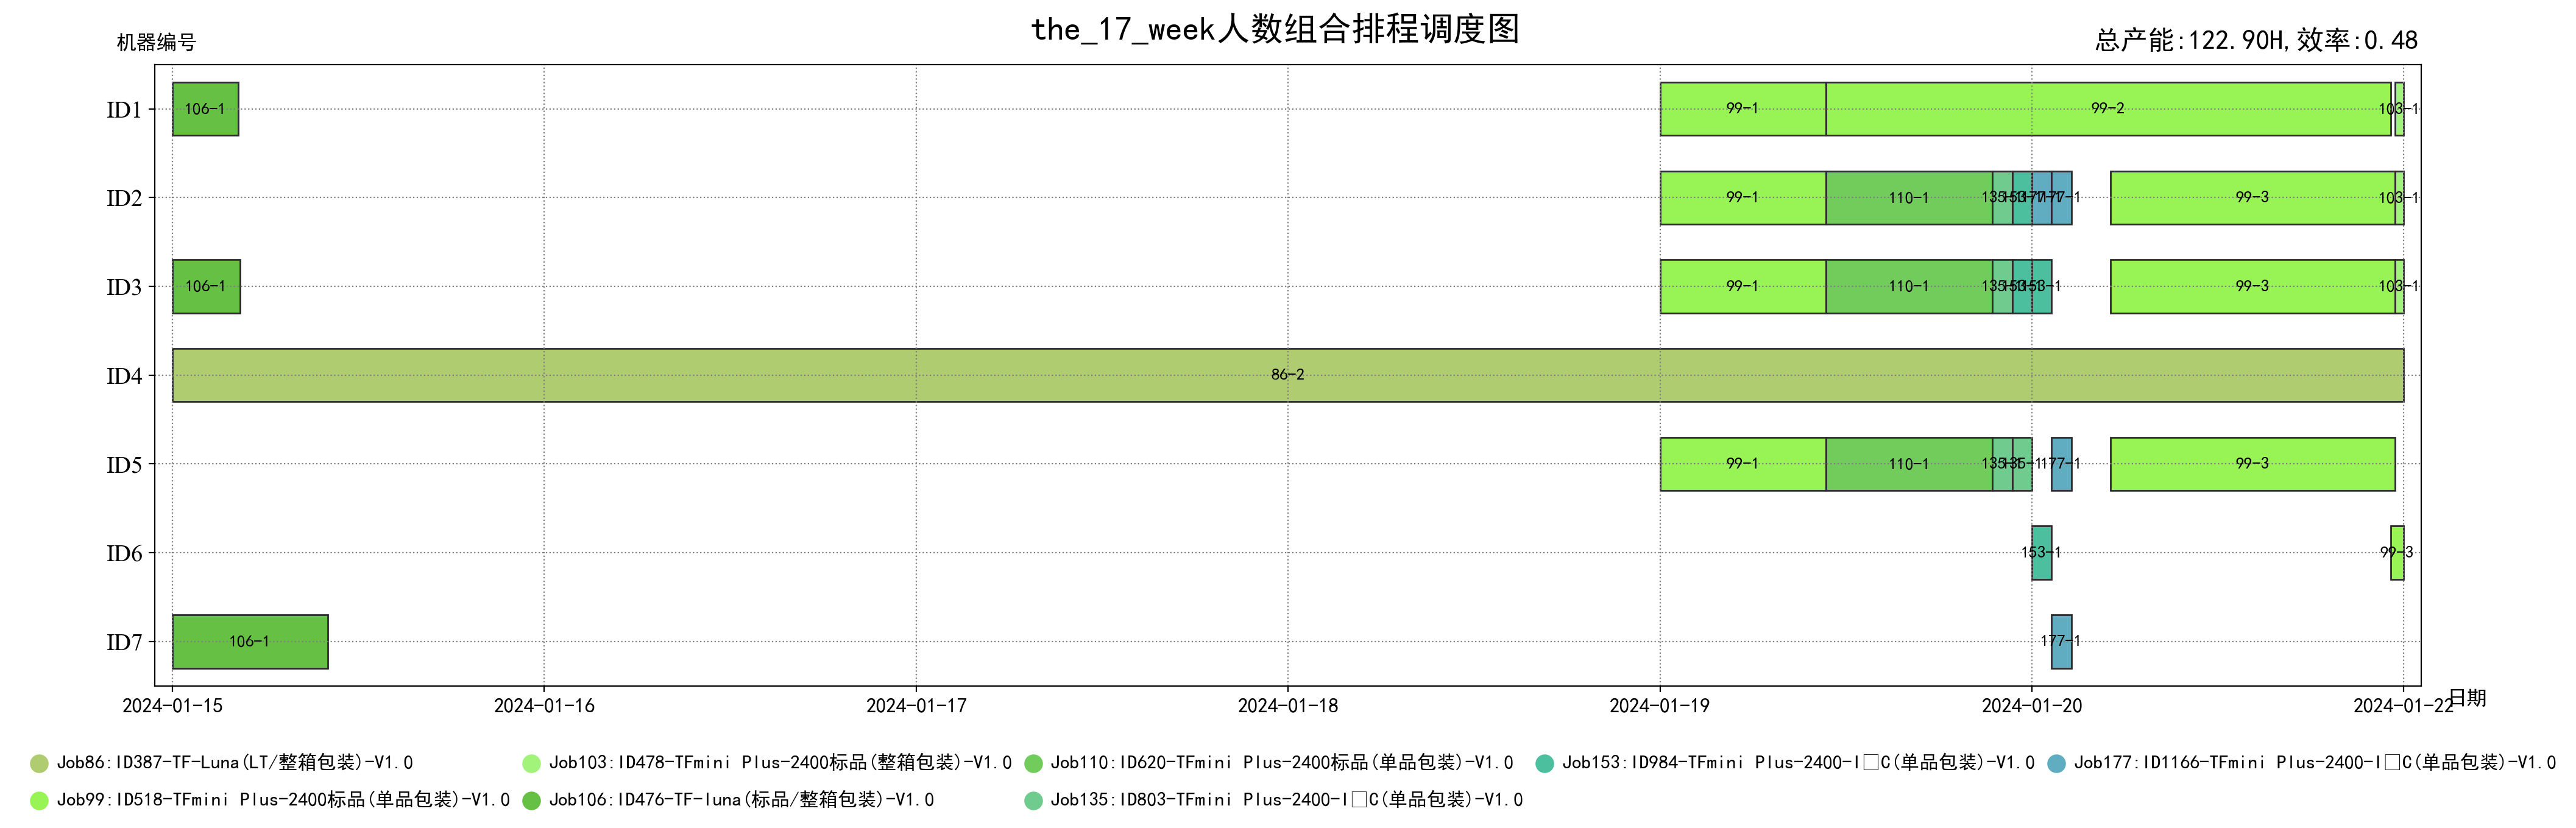 the_17_week人数组合排程调度图
机器编号
总产能:122.90H,效率:0.48
ID1 106-1 99-1 99-2 103-1
ID2 99-1 110-1 135-1 153-1 177-1 177-1 99-3 103-1
ID3 106-1 99-1 110-1 135-1 153-1 153-1 99-3 103-1
ID4 86-2
ID5 99-1 110-1 135-1 135-1 177-1 99-3
ID6 153-1 99-3
ID7 106-1 177-1
2024-01-15 2024-01-16 2024-01-17 2024-01-18 2024-01-19 2024-01-20 2024-01-22
日期
Job86:ID387-TF-Luna(LT/整箱包装)-V1.0 Job103:ID478-TFmini Plus-2400标品(整箱包装)-V1.0 Job110:ID620-TFmini Plus-2400标品(单品包装)-V1.0 Job153:ID984-TFmini Plus-2400-I□C(单品包装)-V1.0 Job177:ID1166-TFmini Plus-2400-I□C(单品包装)-V1.0
Job99:ID518-TFmini Plus-2400标品(单品包装)-V1.0 Job106:ID476-TF-luna(标品/整箱包装)-V1.0 Job135:ID803-TFmini Plus-2400-I□C(单品包装)-V1.0